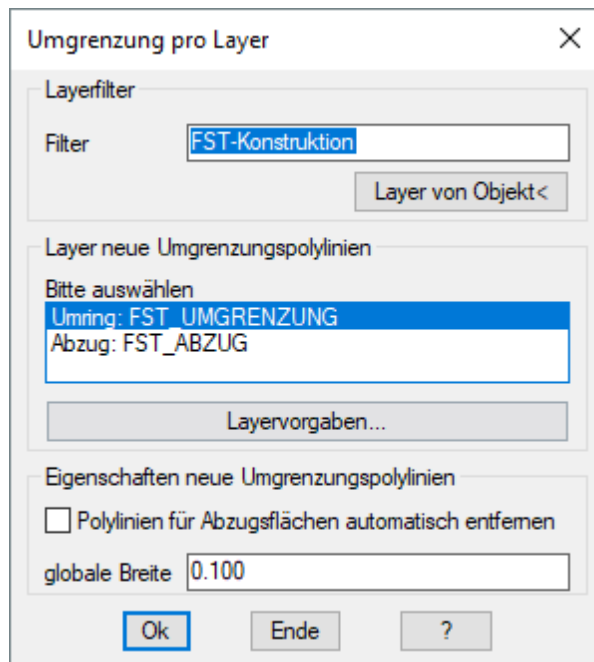 Umgrenzung pro Layer
Layerfilter
Filter FST-Konstruktion
Layer von Objekt<
Layer neue Umgrenzungspolylinien
Bitte auswählen
Umring: FST_UMGRENZUNG
Abzug: FST_ABZUG
Layervorgaben...
Eigenschaften neue Umgrenzungspolylinien
Polylinien für Abzugsflächen automatisch entfernen
globale Breite 0.100
Ok Ende ?